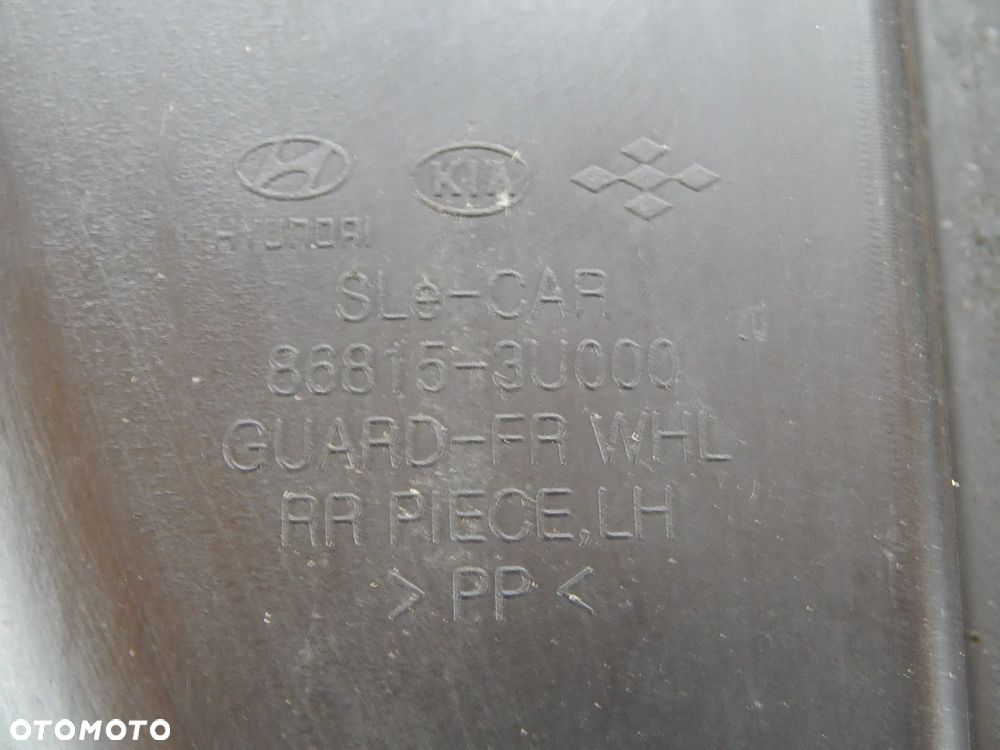 HYUNDAI
KIA
SLe-CAR
86815-3U000
GUARD-FR WHL
RR PIECE,LH
> PP <
OTOMOTO